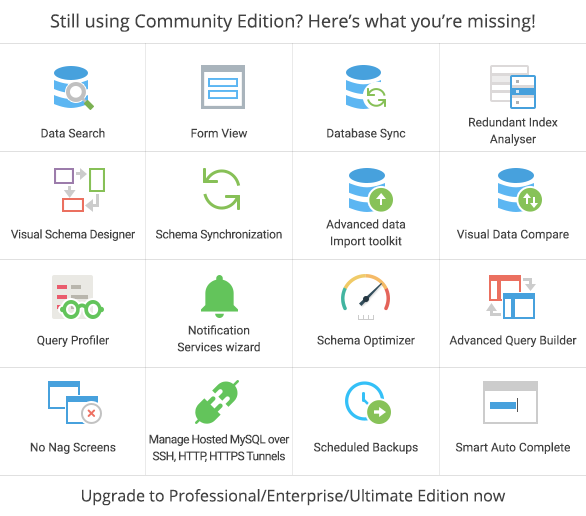 Still using Community Edition? Here's what you're missing!
Data Search
Form View
Database Sync
Redundant Index
Analyser
Visual Schema Designer
Schema Synchronization
Advanced data
Import toolkit
Visual Data Compare
Query Profiler
Notification
Services wizard
Schema Optimizer
Advanced Query Builder
No Nag Screens
Manage Hosted MySQL over
SSH, HTTP, HTTPS Tunnels
Scheduled Backups
Smart Auto Complete
Upgrade to Professional/Enterprise/Ultimate Edition now